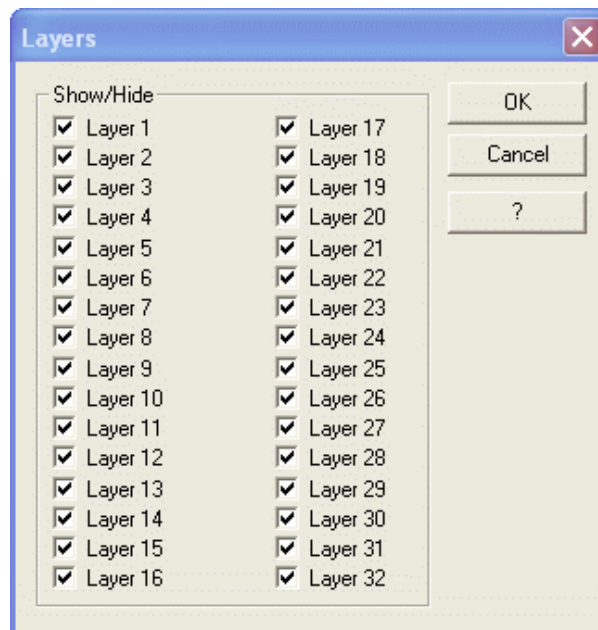 Layers
Show/Hide
Layer 1
Layer 2
Layer 3
Layer 4
Layer 5
Layer 6
Layer 7
Layer 8
Layer 9
Layer 10
Layer 11
Layer 12
Layer 13
Layer 14
Layer 15
Layer 16
Layer 17
Layer 18
Layer 19
Layer 20
Layer 21
Layer 22
Layer 23
Layer 24
Layer 25
Layer 26
Layer 27
Layer 28
Layer 29
Layer 30
Layer 31
Layer 32
OK
Cancel
?